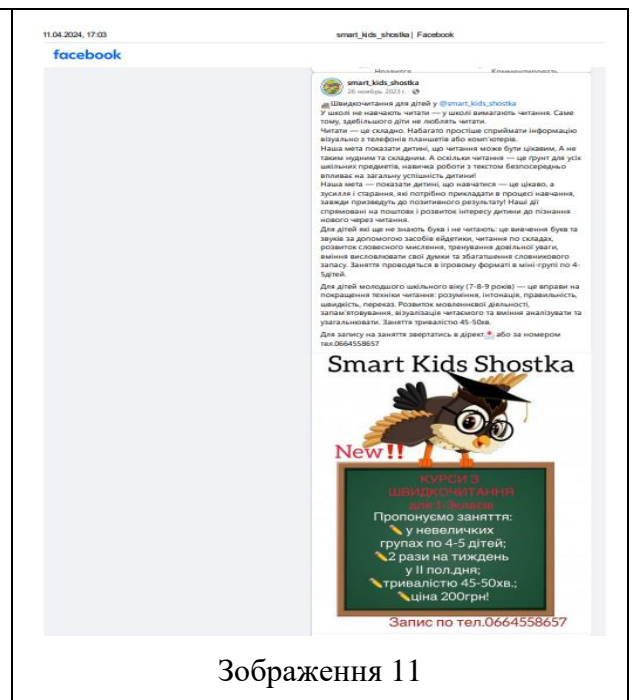 11.04.2024, 17:03
smart_kids_shostka | Facebook
facebook
Нравится
Комментировать
smart_kids_shostka
26 ноября 2023 г. ·
Швидкочитання для дітей у @smart_kids_shostka
У школі не навчають читати — у школі вимагають читання. Саме
тому, здебільшого діти не люблять читати.
Читати — це складно. Набагато простіше сприймати інформацію
візуально з телефонів планшетів або комп'ютерів.
Наша мета показати дитині, що читання може бути цікавим, А не
таким нудним та складним. А оскільки читання — це ґрунт для усіх
шкільних предметів, навичка роботи з текстом безпосередньо
впливає на загальну успішність дитини!
Наша мета — показати дитині, що навчатися — це цікаво, а
зусилля і старання, які потрібно прикладати в процесі навчання,
завжди призведуть до позитивного результату! Наші дії
спрямовані на поштовх і розвиток інтересу дитини до пізнання
нового через читання.
Для дітей які ще не знають букв і не читають: це вивчення букв та
звуків за допомогою засобів ейдетики, читання по складах,
розвиток словесного мислення, тренування довільної уваги,
вміння висловлювати свої думки та збагатшення словникового
запасу. Заняття проводяться в ігровому форматі в міні-групі по 4-
5дітей.
Для дітей молодшого шкільного віку (7-8-9 років) — це вправи на
покращення техніки читання: розуміння, інтонація, правильність,
швидкість, переказ. Розвиток мовленнєвої діяльності,
запам'ятовування, візуалізація читаємого та вміння аналізувати та
узагальнювати. Заняття тривалістю 45-50хв.
Для запису на заняття звертатись в дірект або за номером
тел.0664558657
Smart Kids Shostka
New!!
КУРСИ З
ШВИДКОЧИТАННЯ
для 1-3класів
Пропонуємо заняття:
у невеличких
групах по 4-5 дітей;
2 рази на тиждень
у II пол.дня;
тривалістю 45-50хв.;
ціна 200грн!
Запис по тел.0664558657
Зображення 11